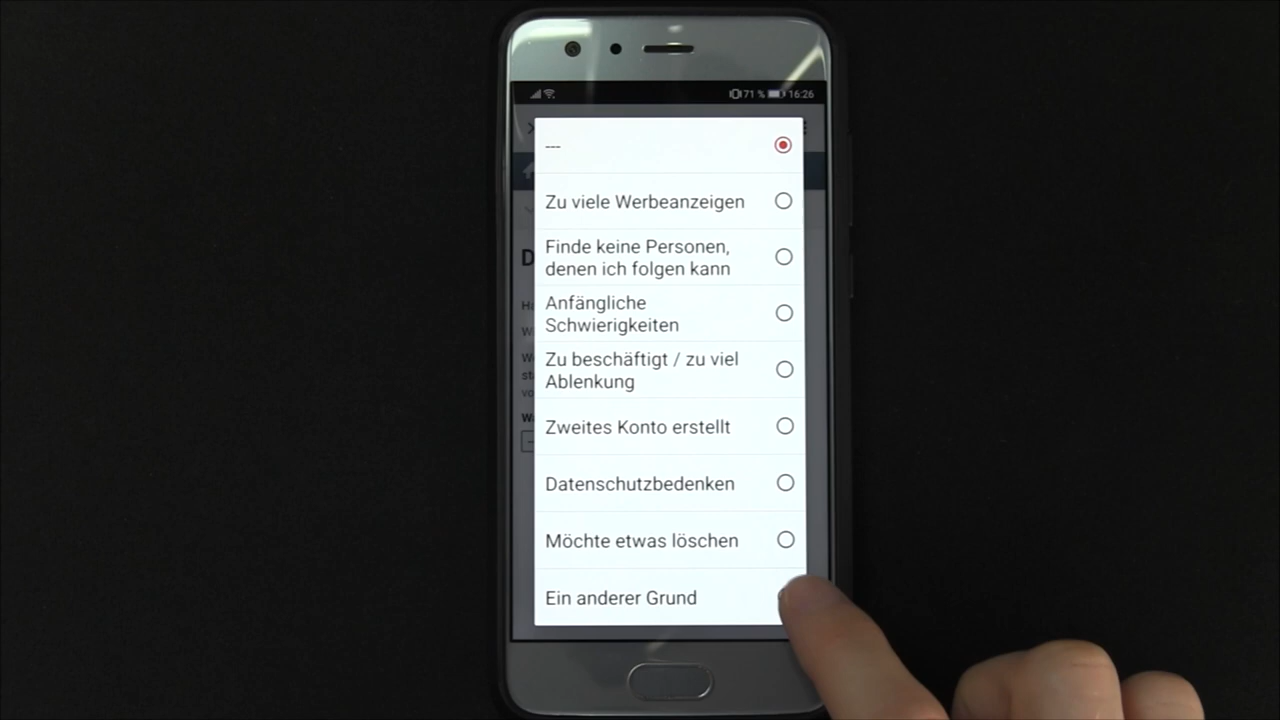 71 % 16:26
---
Zu viele Werbeanzeigen
Finde keine Personen,
denen ich folgen kann
Anfängliche
Schwierigkeiten
Zu beschäftigt / zu viel
Ablenkung
Zweites Konto erstellt
Datenschutzbedenken
Möchte etwas löschen
Ein anderer Grund